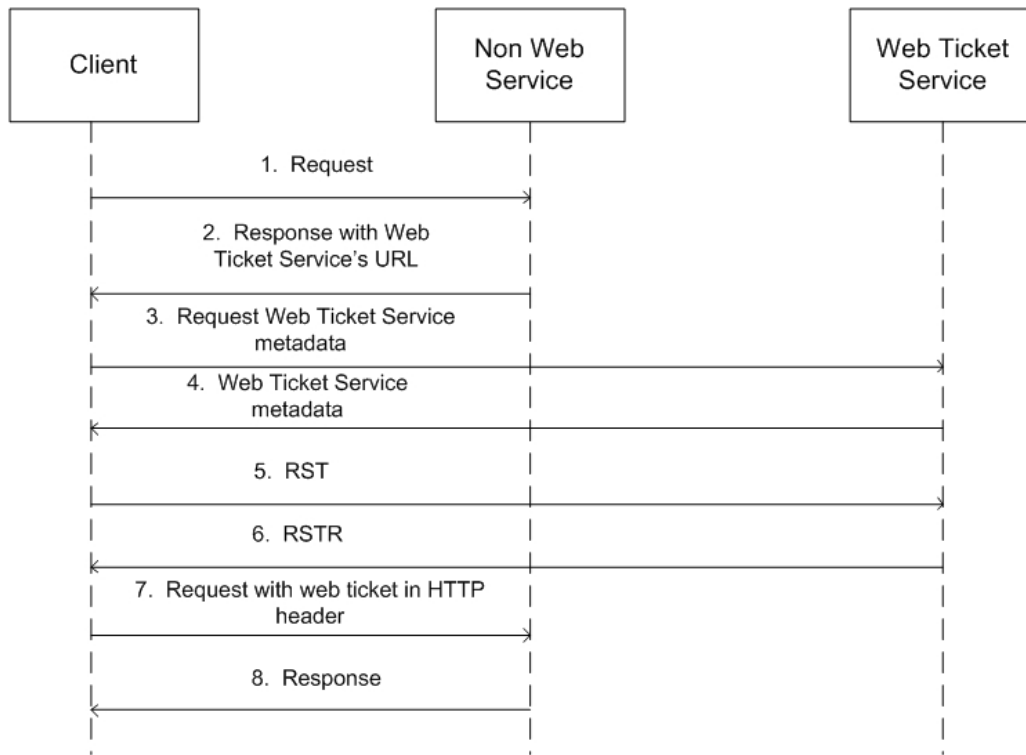 Client
Non Web
Service
Web Ticket
Service
1. Request
2. Response with Web
Ticket Service's URL
3. Request Web Ticket Service
metadata
4. Web Ticket Service
metadata
5. RST
6. RSTR
7. Request with web ticket in HTTP
header
8. Response